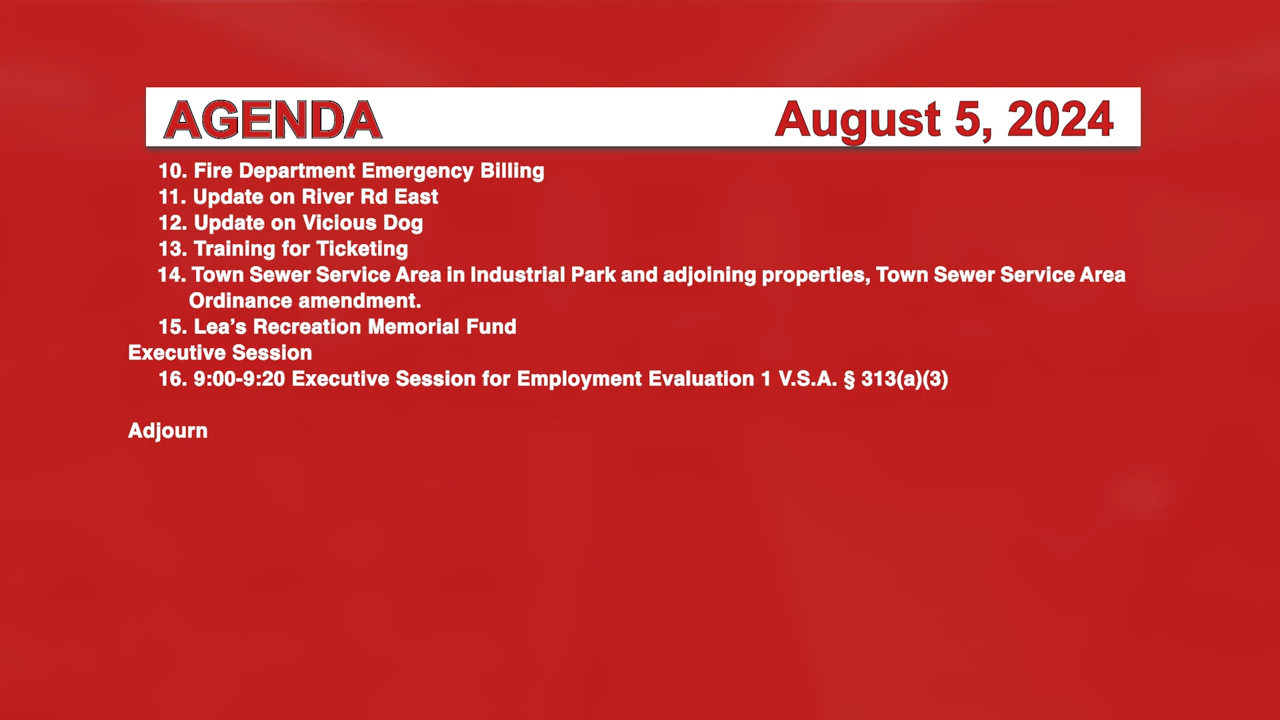 AGENDA August 5, 2024
10. Fire Department Emergency Billing
11. Update on River Rd East
12. Update on Vicious Dog
13. Training for Ticketing
14. Town Sewer Service Area in Industrial Park and adjoining properties, Town Sewer Service Area
Ordinance amendment.
15. Lea’s Recreation Memorial Fund
Executive Session
16. 9:00-9:20 Executive Session for Employment Evaluation 1 V.S.A. § 313(a)(3)
Adjourn